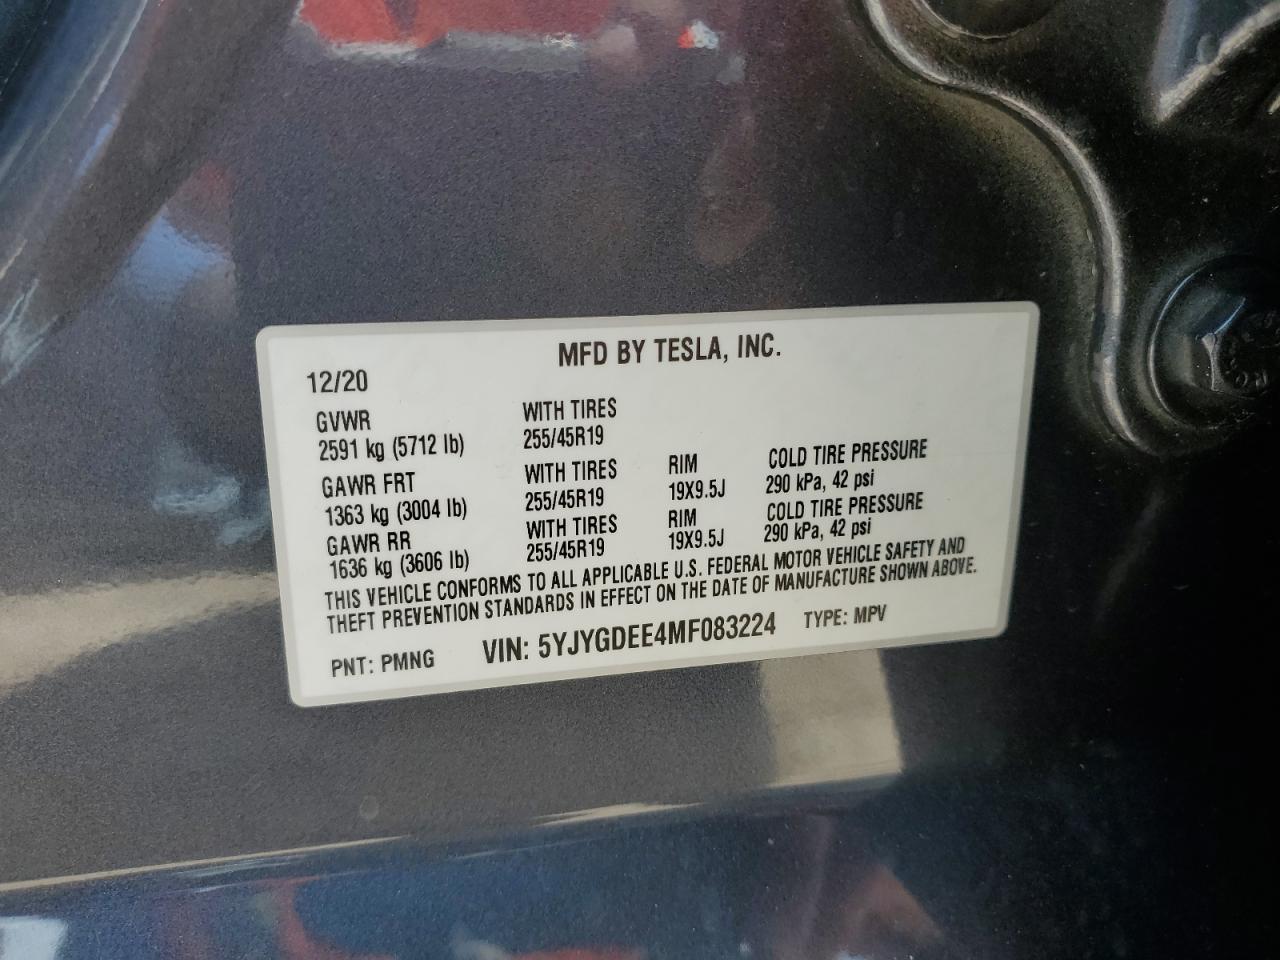 MFD BY TESLA, INC.
12/20
GVWR WITH TIRES
2591 kg (5712 lb) 255/45R19
GAWR FRT WITH TIRES RIM COLD TIRE PRESSURE
1363 kg (3004 lb) 255/45R19 19X9.5J 290 kPa, 42 psi
GAWR RR WITH TIRES RIM COLD TIRE PRESSURE
1636 kg (3606 lb) 255/45R19 19X9.5J 290 kPa, 42 psi
THIS VEHICLE CONFORMS TO ALL APPLICABLE U.S. FEDERAL MOTOR VEHICLE SAFETY AND
THEFT PREVENTION STANDARDS IN EFFECT ON THE DATE OF MANUFACTURE SHOWN ABOVE.
PNT: PMNG VIN: 5YJYGDEE4MF083224 TYPE: MPV